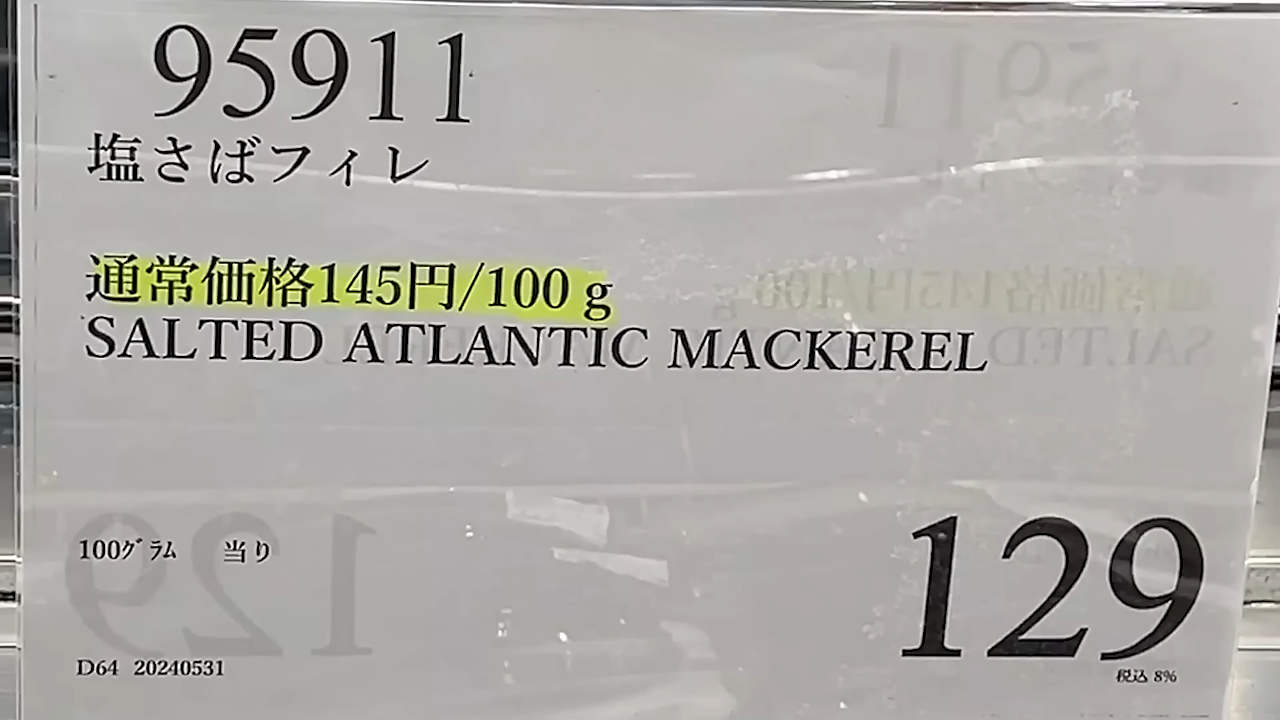 95911
塩さばフィレ
通常価格145円/100ｇ
SALTED ATLANTIC MACKEREL
100ｸﾞﾗﾑ 当り
129
税込 8%
D64 20240531